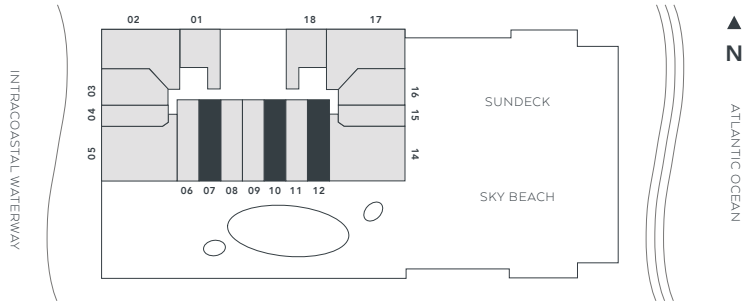 02 01 18 17
N
03
04
05
16
15
14
06 07 08 09 10 11 12
SUNDECK
SKY BEACH
INTRACOASTAL WATERWAY
ATLANTIC OCEAN